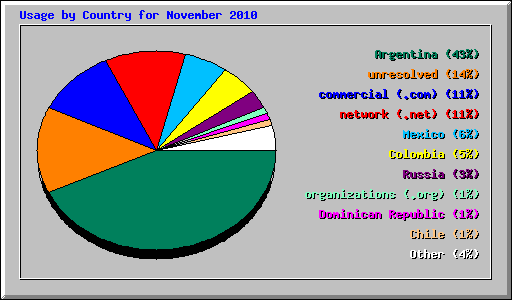 Usage by Country for November 2010
Argentina (43%)
unresolved (14%)
commercial (.com) (11%)
network (.net) (11%)
Mexico (6%)
Colombia (5%)
Russia (3%)
organizations (.org) (1%)
Dominican Republic (1%)
Chile (1%)
Other (4%)